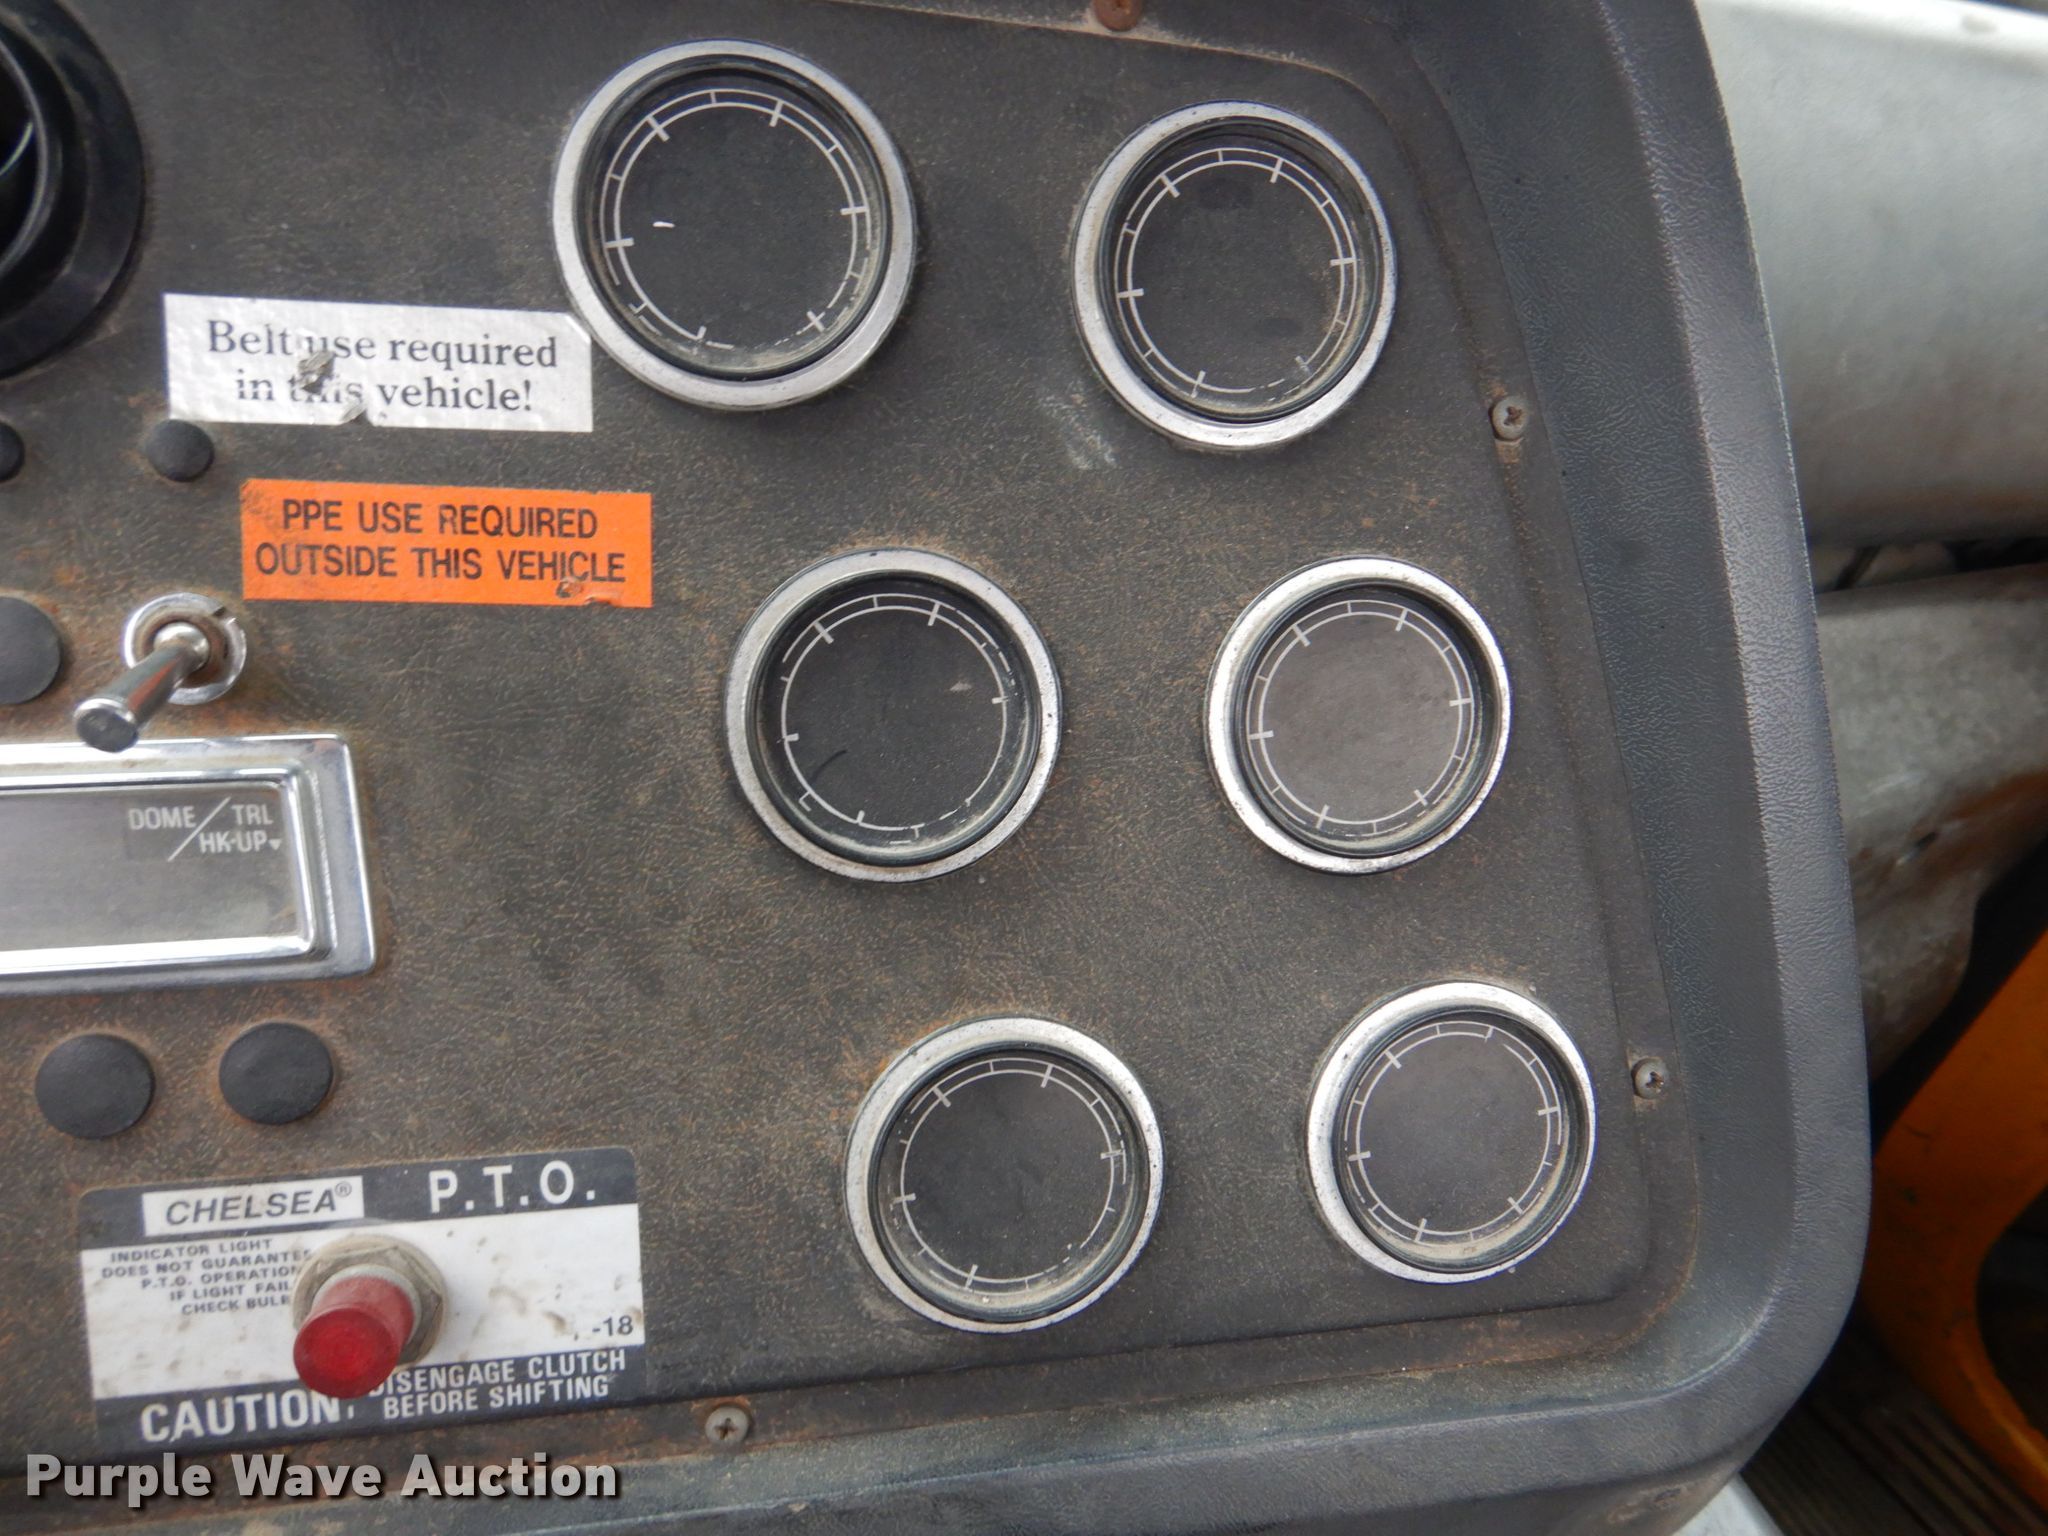 Belt use required
in this vehicle!
PPE USE REQUIRED
OUTSIDE THIS VEHICLE
DOME/TRL
HK-UP
CHELSEA® P.T.O.
INDICATOR LIGHT
DOES NOT GUARANTEE
P.T.O. OPERATION
IF LIGHT FAILS
CHECK BULB
-18
CAUTION: DISENGAGE CLUTCH
BEFORE SHIFTING
Purple Wave Auction